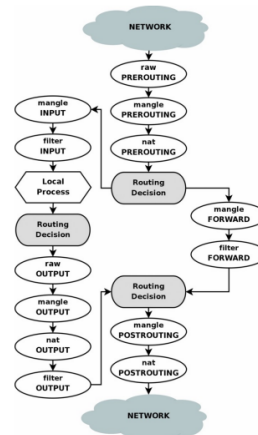 NETWORK
raw
PREROUTING
mangle
PREROUTING
nat
PREROUTING
Routing
Decision
mangle
INPUT
filter
INPUT
Local
Process
Routing
Decision
raw
OUTPUT
mangle
OUTPUT
nat
OUTPUT
filter
OUTPUT
mangle
FORWARD
filter
FORWARD
Routing
Decision
mangle
POSTROUTING
nat
POSTROUTING
NETWORK